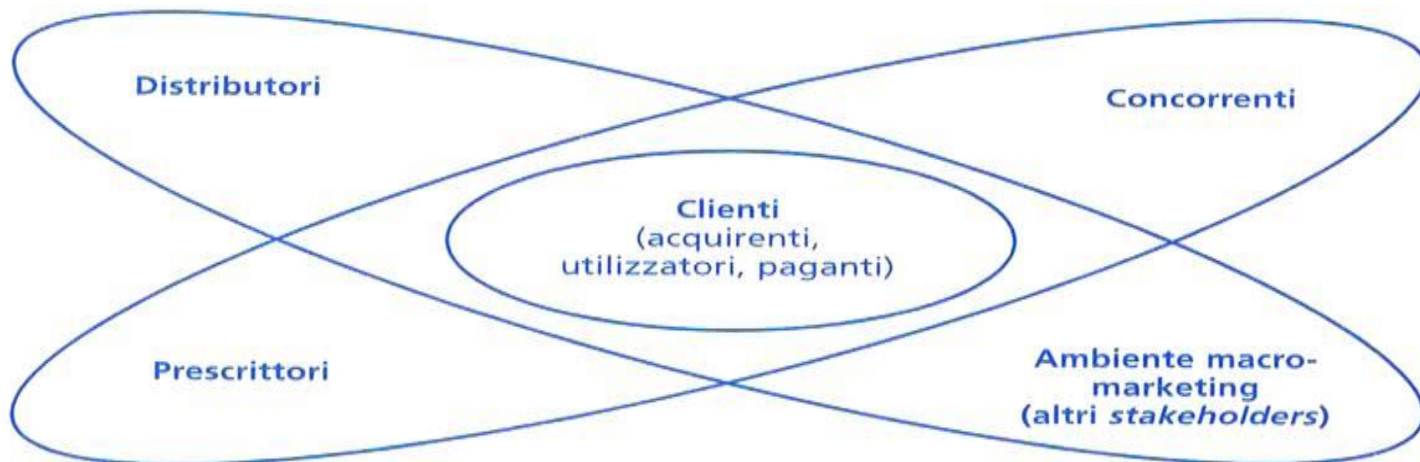 Distributori
Concorrenti
Clienti
(acquirenti,
utilizzatori, paganti)
Prescrittori
Ambiente macro-
marketing
(altri stakeholders)